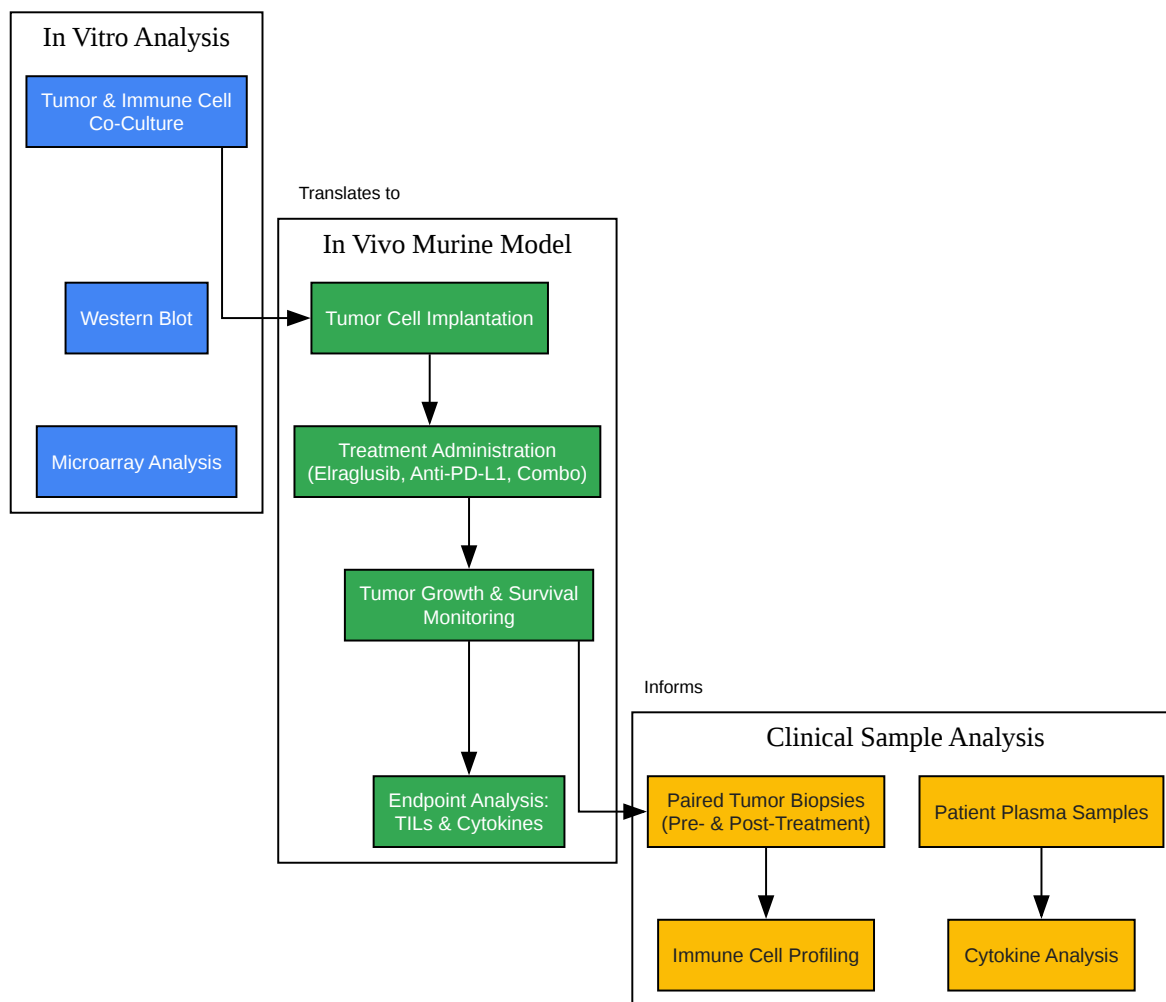 In Vitro Analysis
Tumor & Immune Cell
Co-Culture
Western Blot
Microarray Analysis
Translates to
In Vivo Murine Model
Tumor Cell Implantation
Treatment Administration
(Elraglusib, Anti-PD-L1, Combo)
Tumor Growth & Survival
Monitoring
Endpoint Analysis:
TILs & Cytokines
Informs
Clinical Sample Analysis
Paired Tumor Biopsies
(Pre- & Post-Treatment)
Patient Plasma Samples
Immune Cell Profiling
Cytokine Analysis